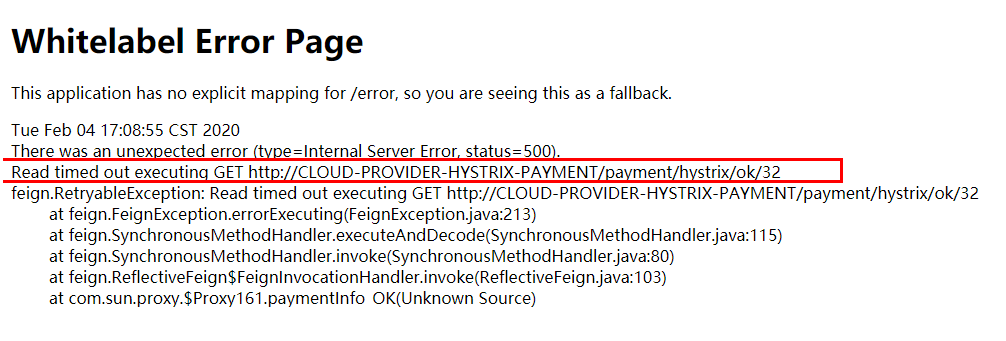 Whitelabel Error Page
This application has no explicit mapping for /error, so you are seeing this as a fallback.
Tue Feb 04 17:08:55 CST 2020
There was an unexpected error (type=Internal Server Error, status=500).
Read timed out executing GET http://CLOUD-PROVIDER-HYSTRIX-PAYMENT/payment/hystrix/ok/32
feign.RetryableException: Read timed out executing GET http://CLOUD-PROVIDER-HYSTRIX-PAYMENT/payment/hystrix/ok/32
at feign.FeignException.errorExecuting(FeignException.java:213)
at feign.SynchronousMethodHandler.executeAndDecode(SynchronousMethodHandler.java:115)
at feign.SynchronousMethodHandler.invoke(SynchronousMethodHandler.java:80)
at feign.ReflectiveFeign$FeignInvocationHandler.invoke(ReflectiveFeign.java:103)
at com.sun.proxy.$Proxy161.paymentInfo_OK(Unknown Source)